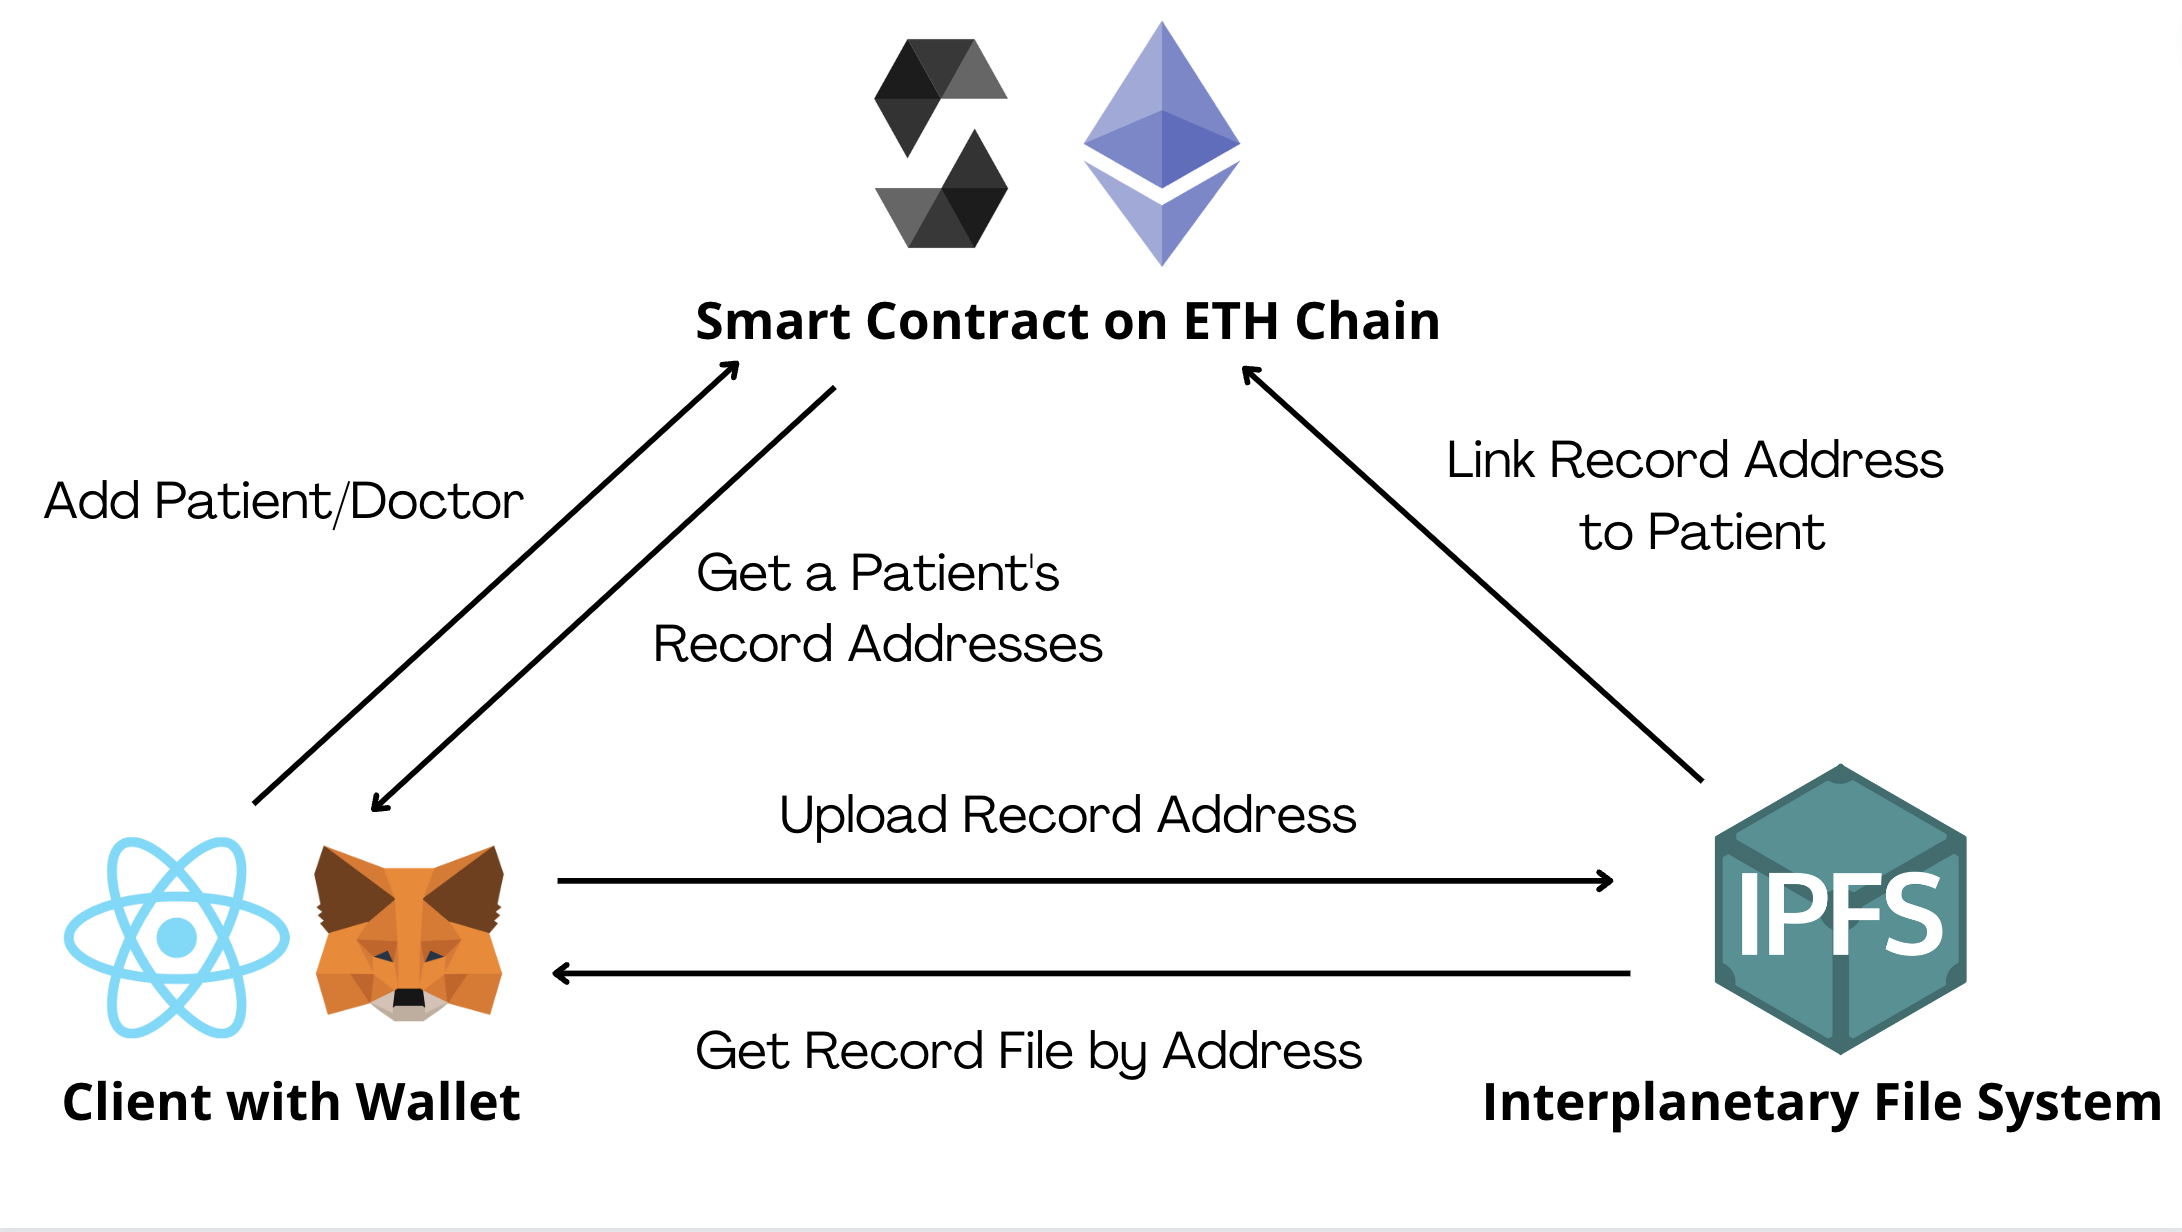 Smart Contract on ETH Chain
Add Patient/Doctor
Get a Patient's
Record Addresses
Link Record Address
to Patient
Upload Record Address
IPFS
Get Record File by Address
Client with Wallet
Interplanetary File System